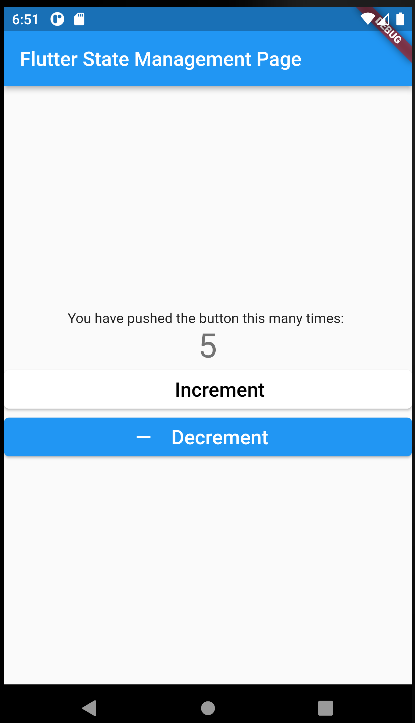 6:51
DEBUG
Flutter State Management Page
You have pushed the button this many times:
5
Increment
Decrement